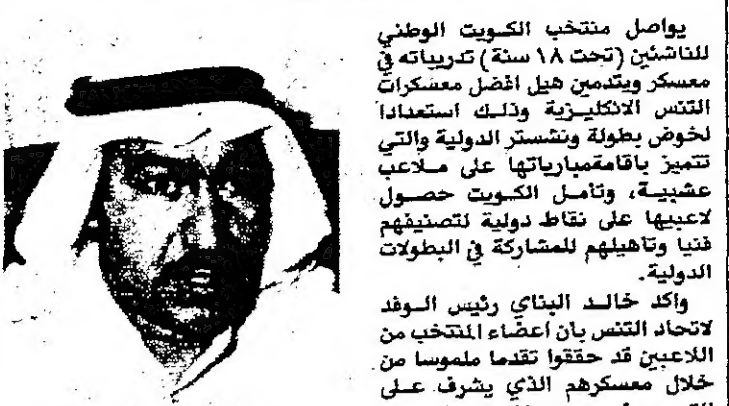 يواصل منتخب الكويت الوطني
للناشئين (تحت ١٨ سنة) تدريباته في
معسكر ويتدمين هيل افضل معسكرات
التنس الانكليزية وذلك استعدادا
لخوض بطولة ونشستر الدولية والتي
تتميز باقامةمبارياتها على ملاعب
عشبية، وتأمل الكويت حصول
لاعبيها على نقاط دولية لتصنيفهم
فنيا وتاهيلهم للمشاركة في البطولات
الدولية.
واكد خالد البناي رئيس الوفد
لاتحاد التنس بان اعضاء المنتخب من
اللاعبين قد حققوا تقدما ملموسا من
خلال معسكرهم الذي يشرف على